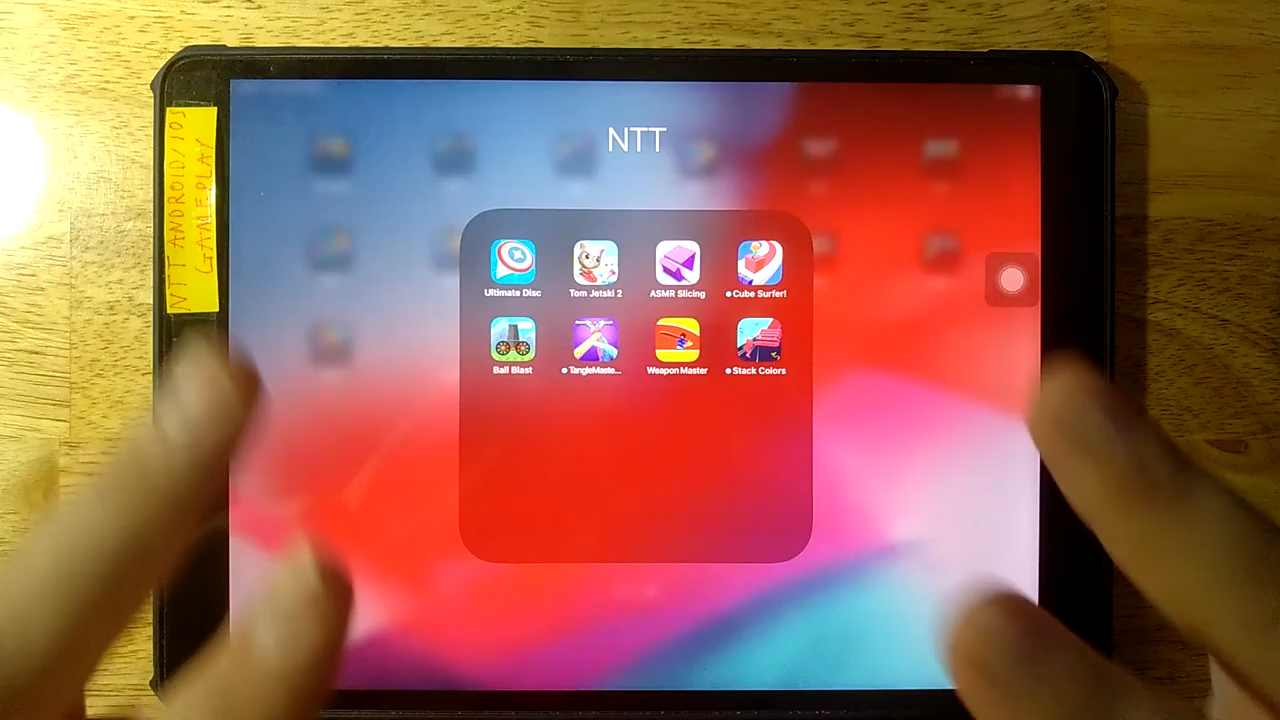 NTT ANDROID/IOS
GAMEPLAY
NTT
Ultimate Disc
Tom Jetski 2
ASMR Slicing
Cube Surfer!
Ball Blast
TangleMaste...
Weapon Master
Stack Colors